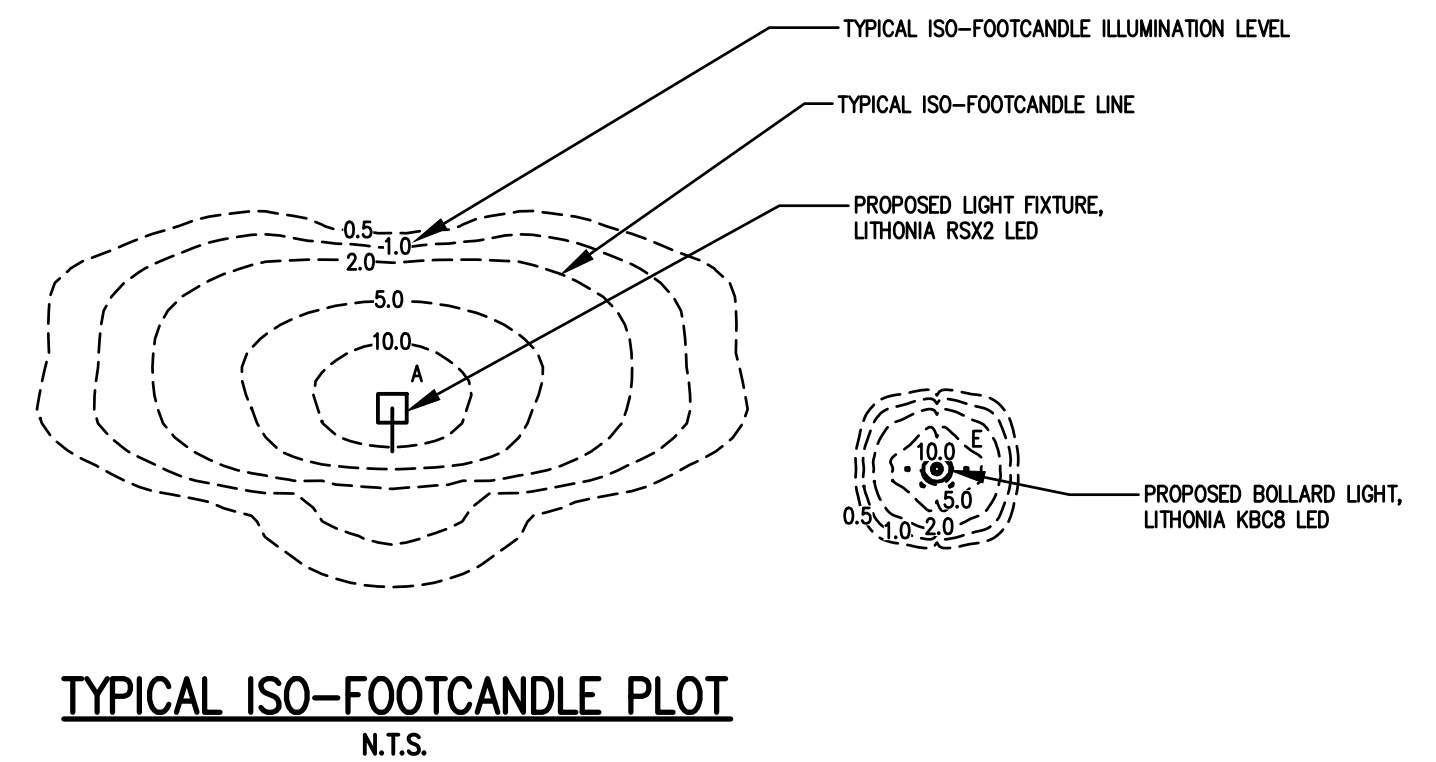 TYPICAL ISO-FOOTCANDLE ILLUMINATION LEVEL
TYPICAL ISO-FOOTCANDLE LINE
PROPOSED LIGHT FIXTURE,
LITHONIA RSX2 LED
0.5
1.0
2.0
5.0
10.0
A
E
10.0
5.0
0.5
1.0
2.0
PROPOSED BOLLARD LIGHT,
LITHONIA KBC8 LED
TYPICAL ISO-FOOTCANDLE PLOT
N.T.S.